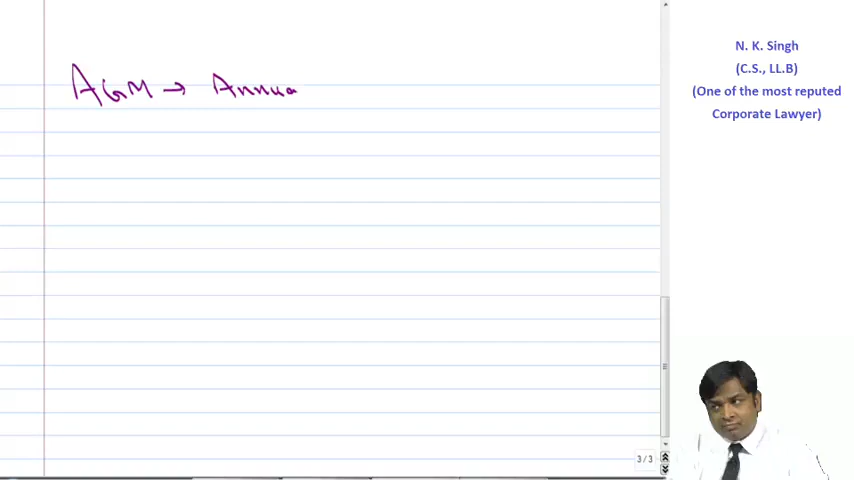 AGM → Annua
N. K. Singh
(C.S., LL.B)
(One of the most reputed
Corporate Lawyer)
3/3